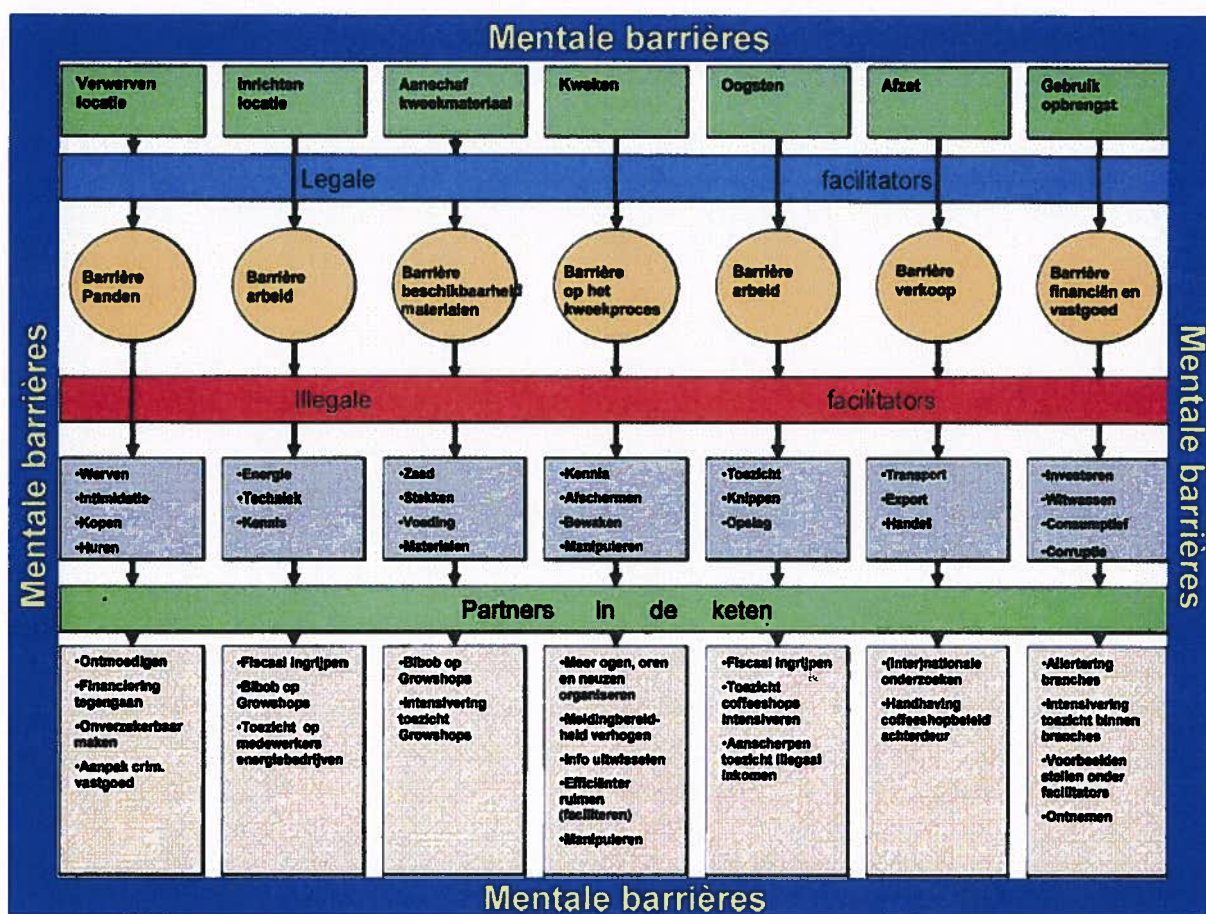 Mentale barrières
Verwerven
locatie
Inrichten
locatie
Aanschaf
kweekmateriaal
Kweken
Oogsten
Afzet
Gebruik
opbrengst
Legale facilitators
Barrière
Panden
Barrière
arbeid
Barrière
beschikbaarheid
materialen
Barrière
op het
kweekproces
Barrière
arbeid
Barrière
verkoop
Barrière
financiën en
vastgoed
Mentale barrières
Mentale barrières
Illegale facilitators
•Werven
•Intimidatie
•Kopen
•Huren
•Energie
•Techniek
•Kennis
•Zaad
•Stekken
•Voeding
•Materialen
•Kennis
•Afschermen
•Bewaken
•Manipuleren
•Toezicht
•Knippen
•Opslag
•Transport
•Export
•Handel
•Investeren
•Witwassen
•Consumptief
•Corruptie
Partners in de keten
•Ontmoedigen
•Financiering
tegengaan
•Onverzekerbaar
maken
•Aanpak crim.
vastgoed
•Fiscaal ingrijpen
•Bibob op
Growshops
•Toezicht op
medewerkers
energiebedrijven
•Bibob op
Growshops
•Intensivering
toezicht
Growshops
•Meer ogen, oren
en neuzen
organiseren
•Meldingbereid-
heid verhogen
•Info uitwisselen
•Efficiënter
ruimen
(faciliteren)
•Manipuleren
•Fiscaal ingrijpen
•Toezicht
coffeeshops
intensiveren
•Aanscherpen
toezicht illegaal
inkomen
•(Inter)nationale
onderzoeken
•Handhaving
coffeeshopbeleid
achterdeur
•Allertering
branches
•Intensivering
toezicht binnen
branches
•Voorbeelden
stellen onder
facilitators
•Ontnemen
Mentale barrières